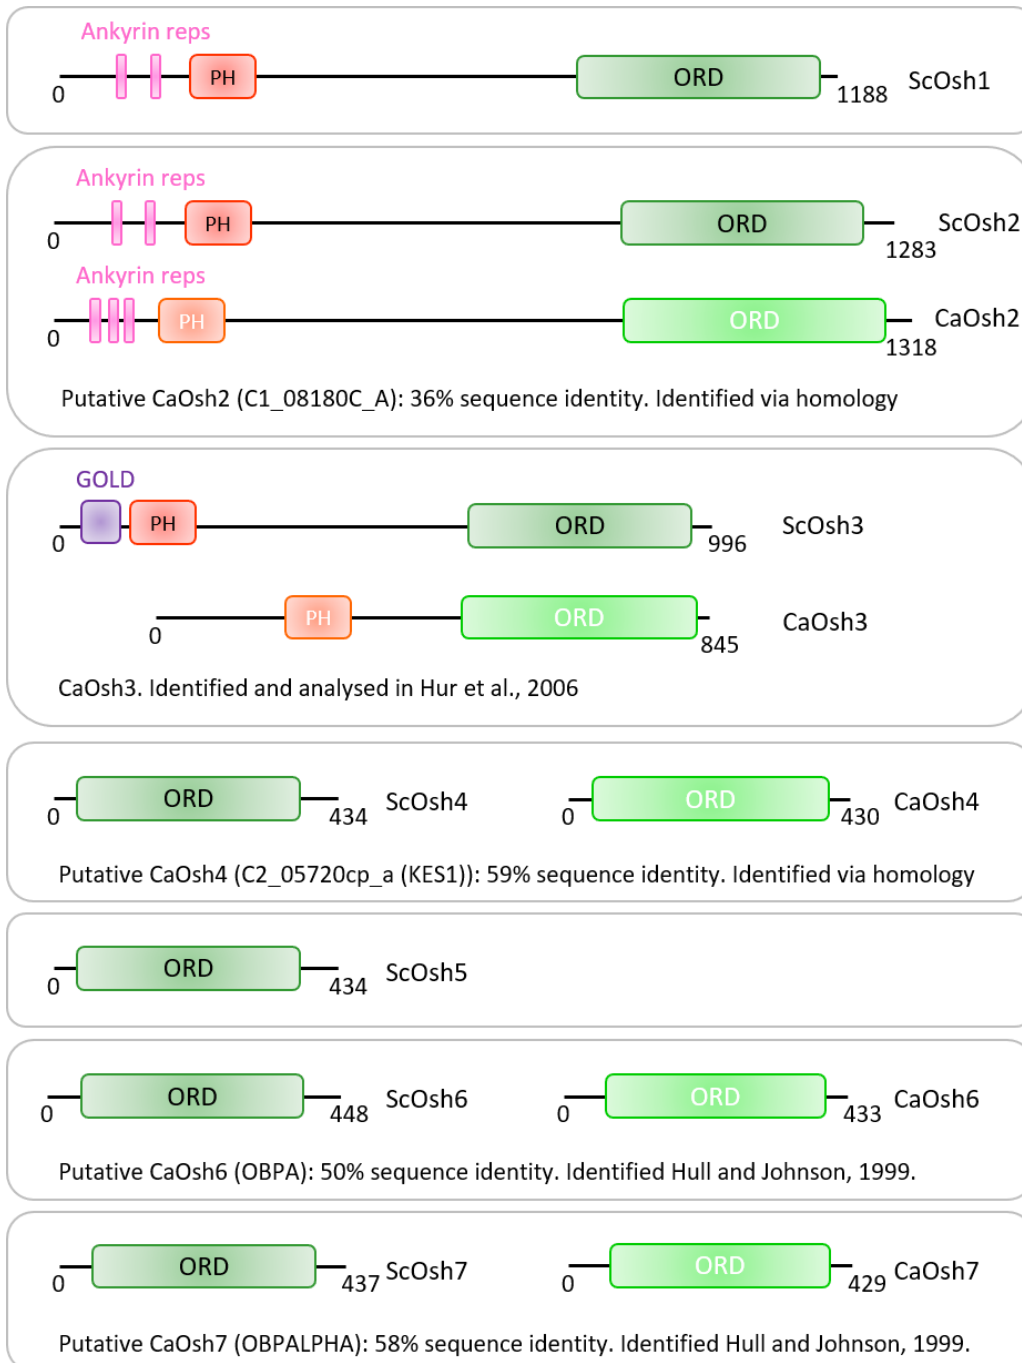 Ankyrin reps
PH
ORD
0
1188
ScOsh1
Ankyrin reps
PH
ORD
0
1283
ScOsh2
Ankyrin reps
PH
ORD
0
1318
CaOsh2
Putative CaOsh2 (C1_08180C_A): 36% sequence identity. Identified via homology
GOLD
PH
ORD
0
996
ScOsh3
PH
ORD
0
845
CaOsh3
CaOsh3. Identified and analysed in Hur et al., 2006
ORD
0
434
ScOsh4
ORD
0
430
CaOsh4
Putative CaOsh4 (C2_05720cp_a (KES1)): 59% sequence identity. Identified via homology
ORD
0
434
ScOsh5
ORD
0
448
ScOsh6
ORD
0
433
CaOsh6
Putative CaOsh6 (OBPA): 50% sequence identity. Identified Hull and Johnson, 1999.
ORD
0
437
ScOsh7
ORD
0
429
CaOsh7
Putative CaOsh7 (OBPALPHA): 58% sequence identity. Identified Hull and Johnson, 1999.